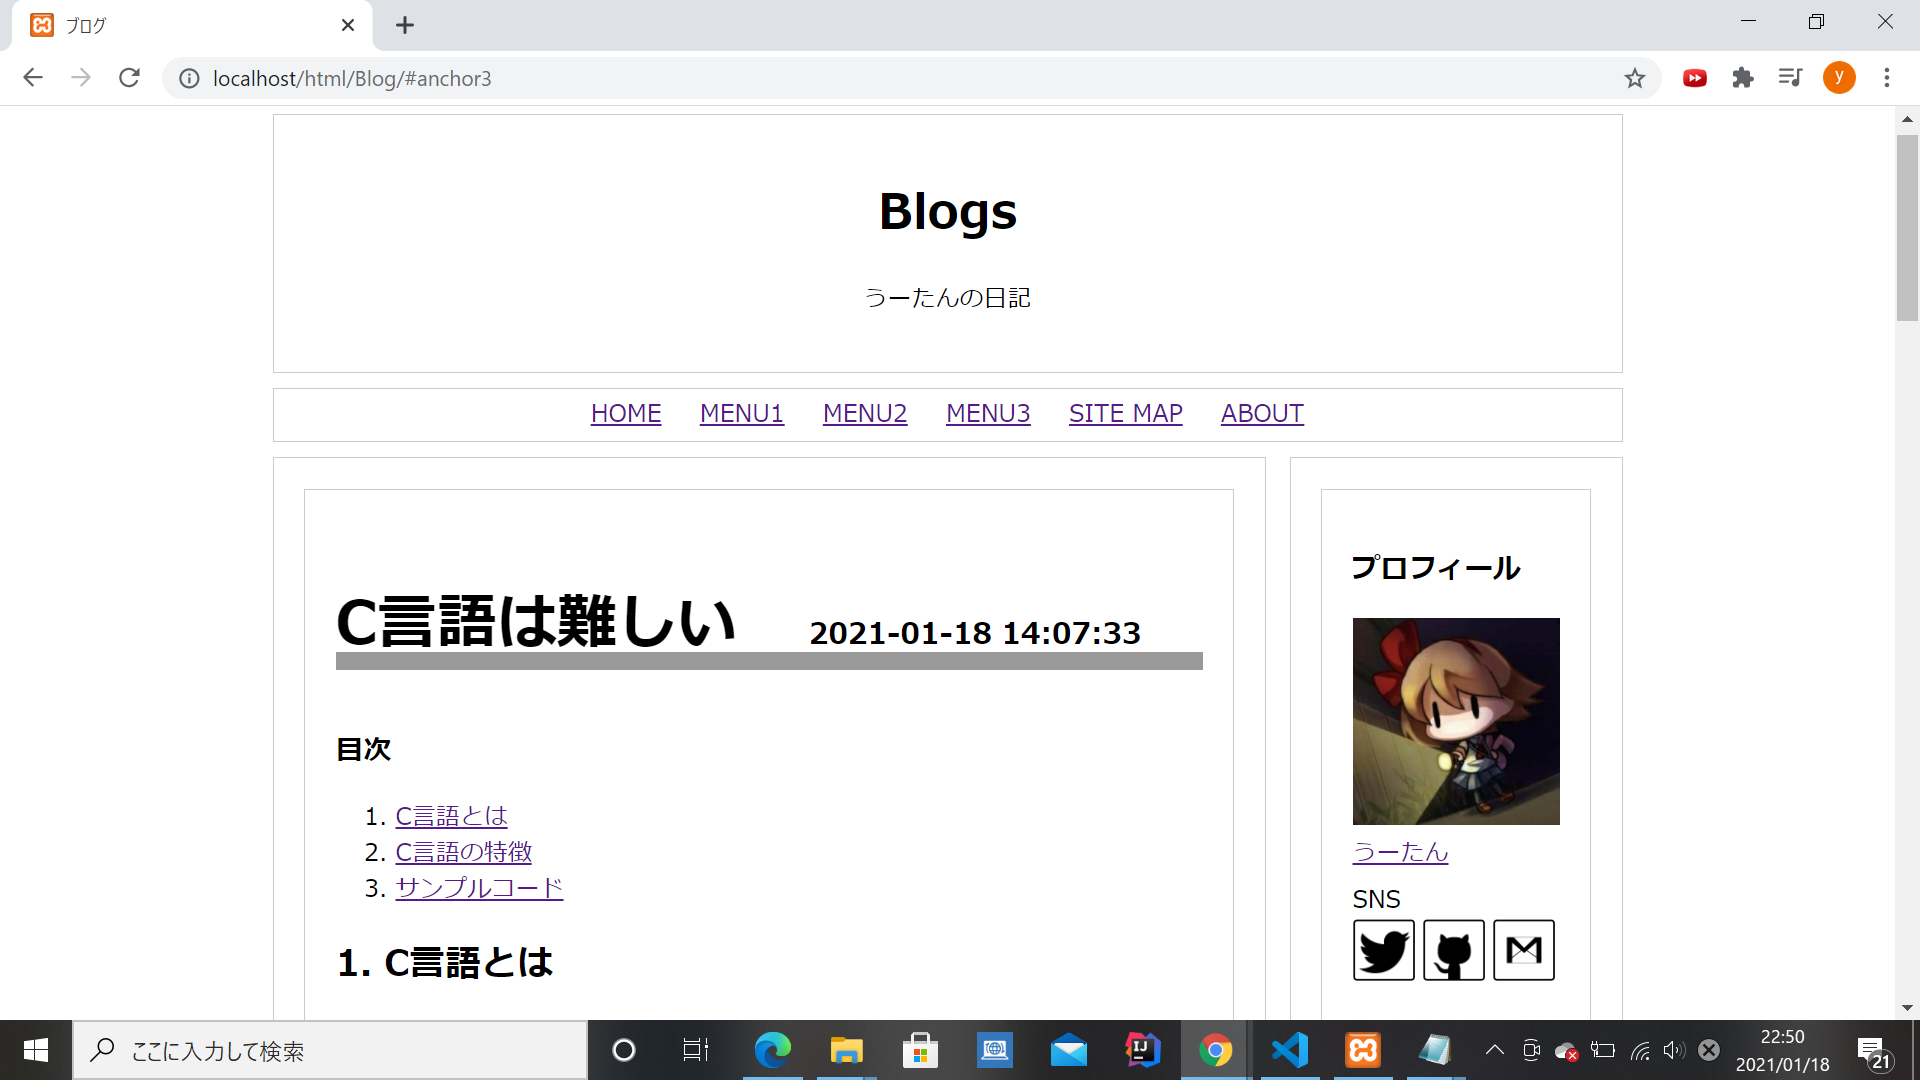 ブログ
localhost/html/Blog/#anchor3
y
Blogs
うーたんの日記
HOME MENU1 MENU2 MENU3 SITE MAP ABOUT
C言語は難しい 2021-01-18 14:07:33
目次
1. C言語とは
2. C言語の特徴
3. サンプルコード
1. C言語とは
プロフィール
うーたん
SNS
ここに入力して検索
IJ
22:50
2021/01/18
21